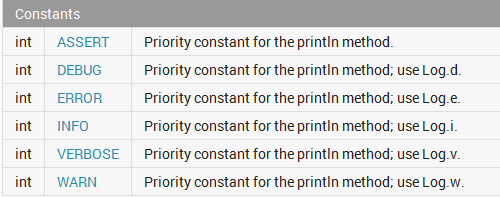 Constants
int ASSERT Priority constant for the println method.
int DEBUG Priority constant for the println method; use Log.d.
int ERROR Priority constant for the println method; use Log.e.
int INFO Priority constant for the println method; use Log.i.
int VERBOSE Priority constant for the println method; use Log.v.
int WARN Priority constant for the println method; use Log.w.